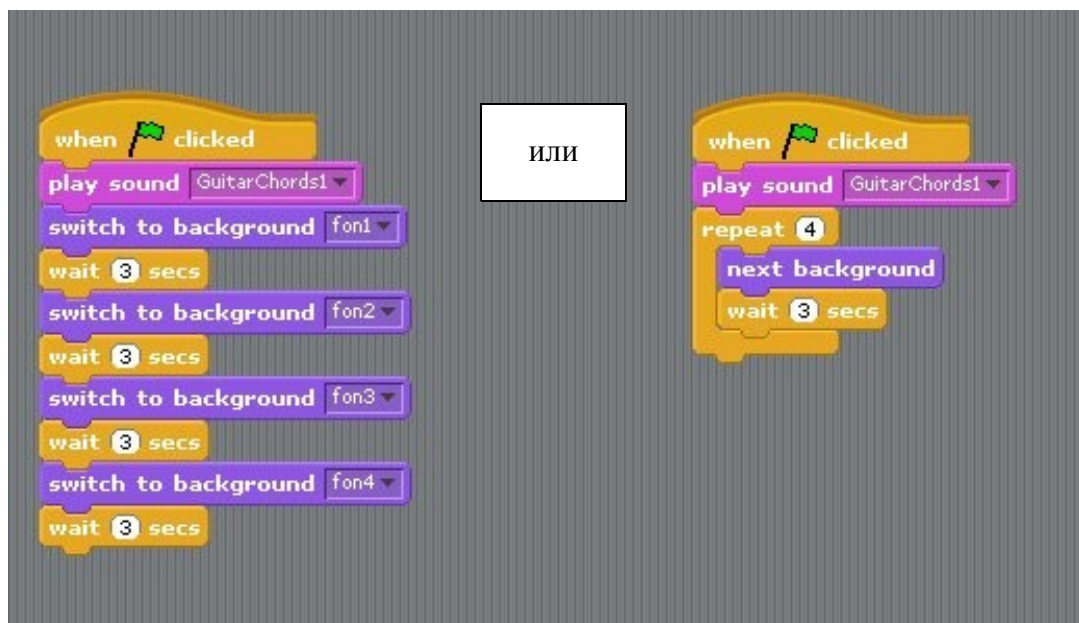 when clicked
play sound GuitarChords1
switch to background fon1
wait 3 secs
switch to background fon2
wait 3 secs
switch to background fon3
wait 3 secs
switch to background fon4
wait 3 secs
или
when clicked
play sound GuitarChords1
repeat 4
next background
wait 3 secs